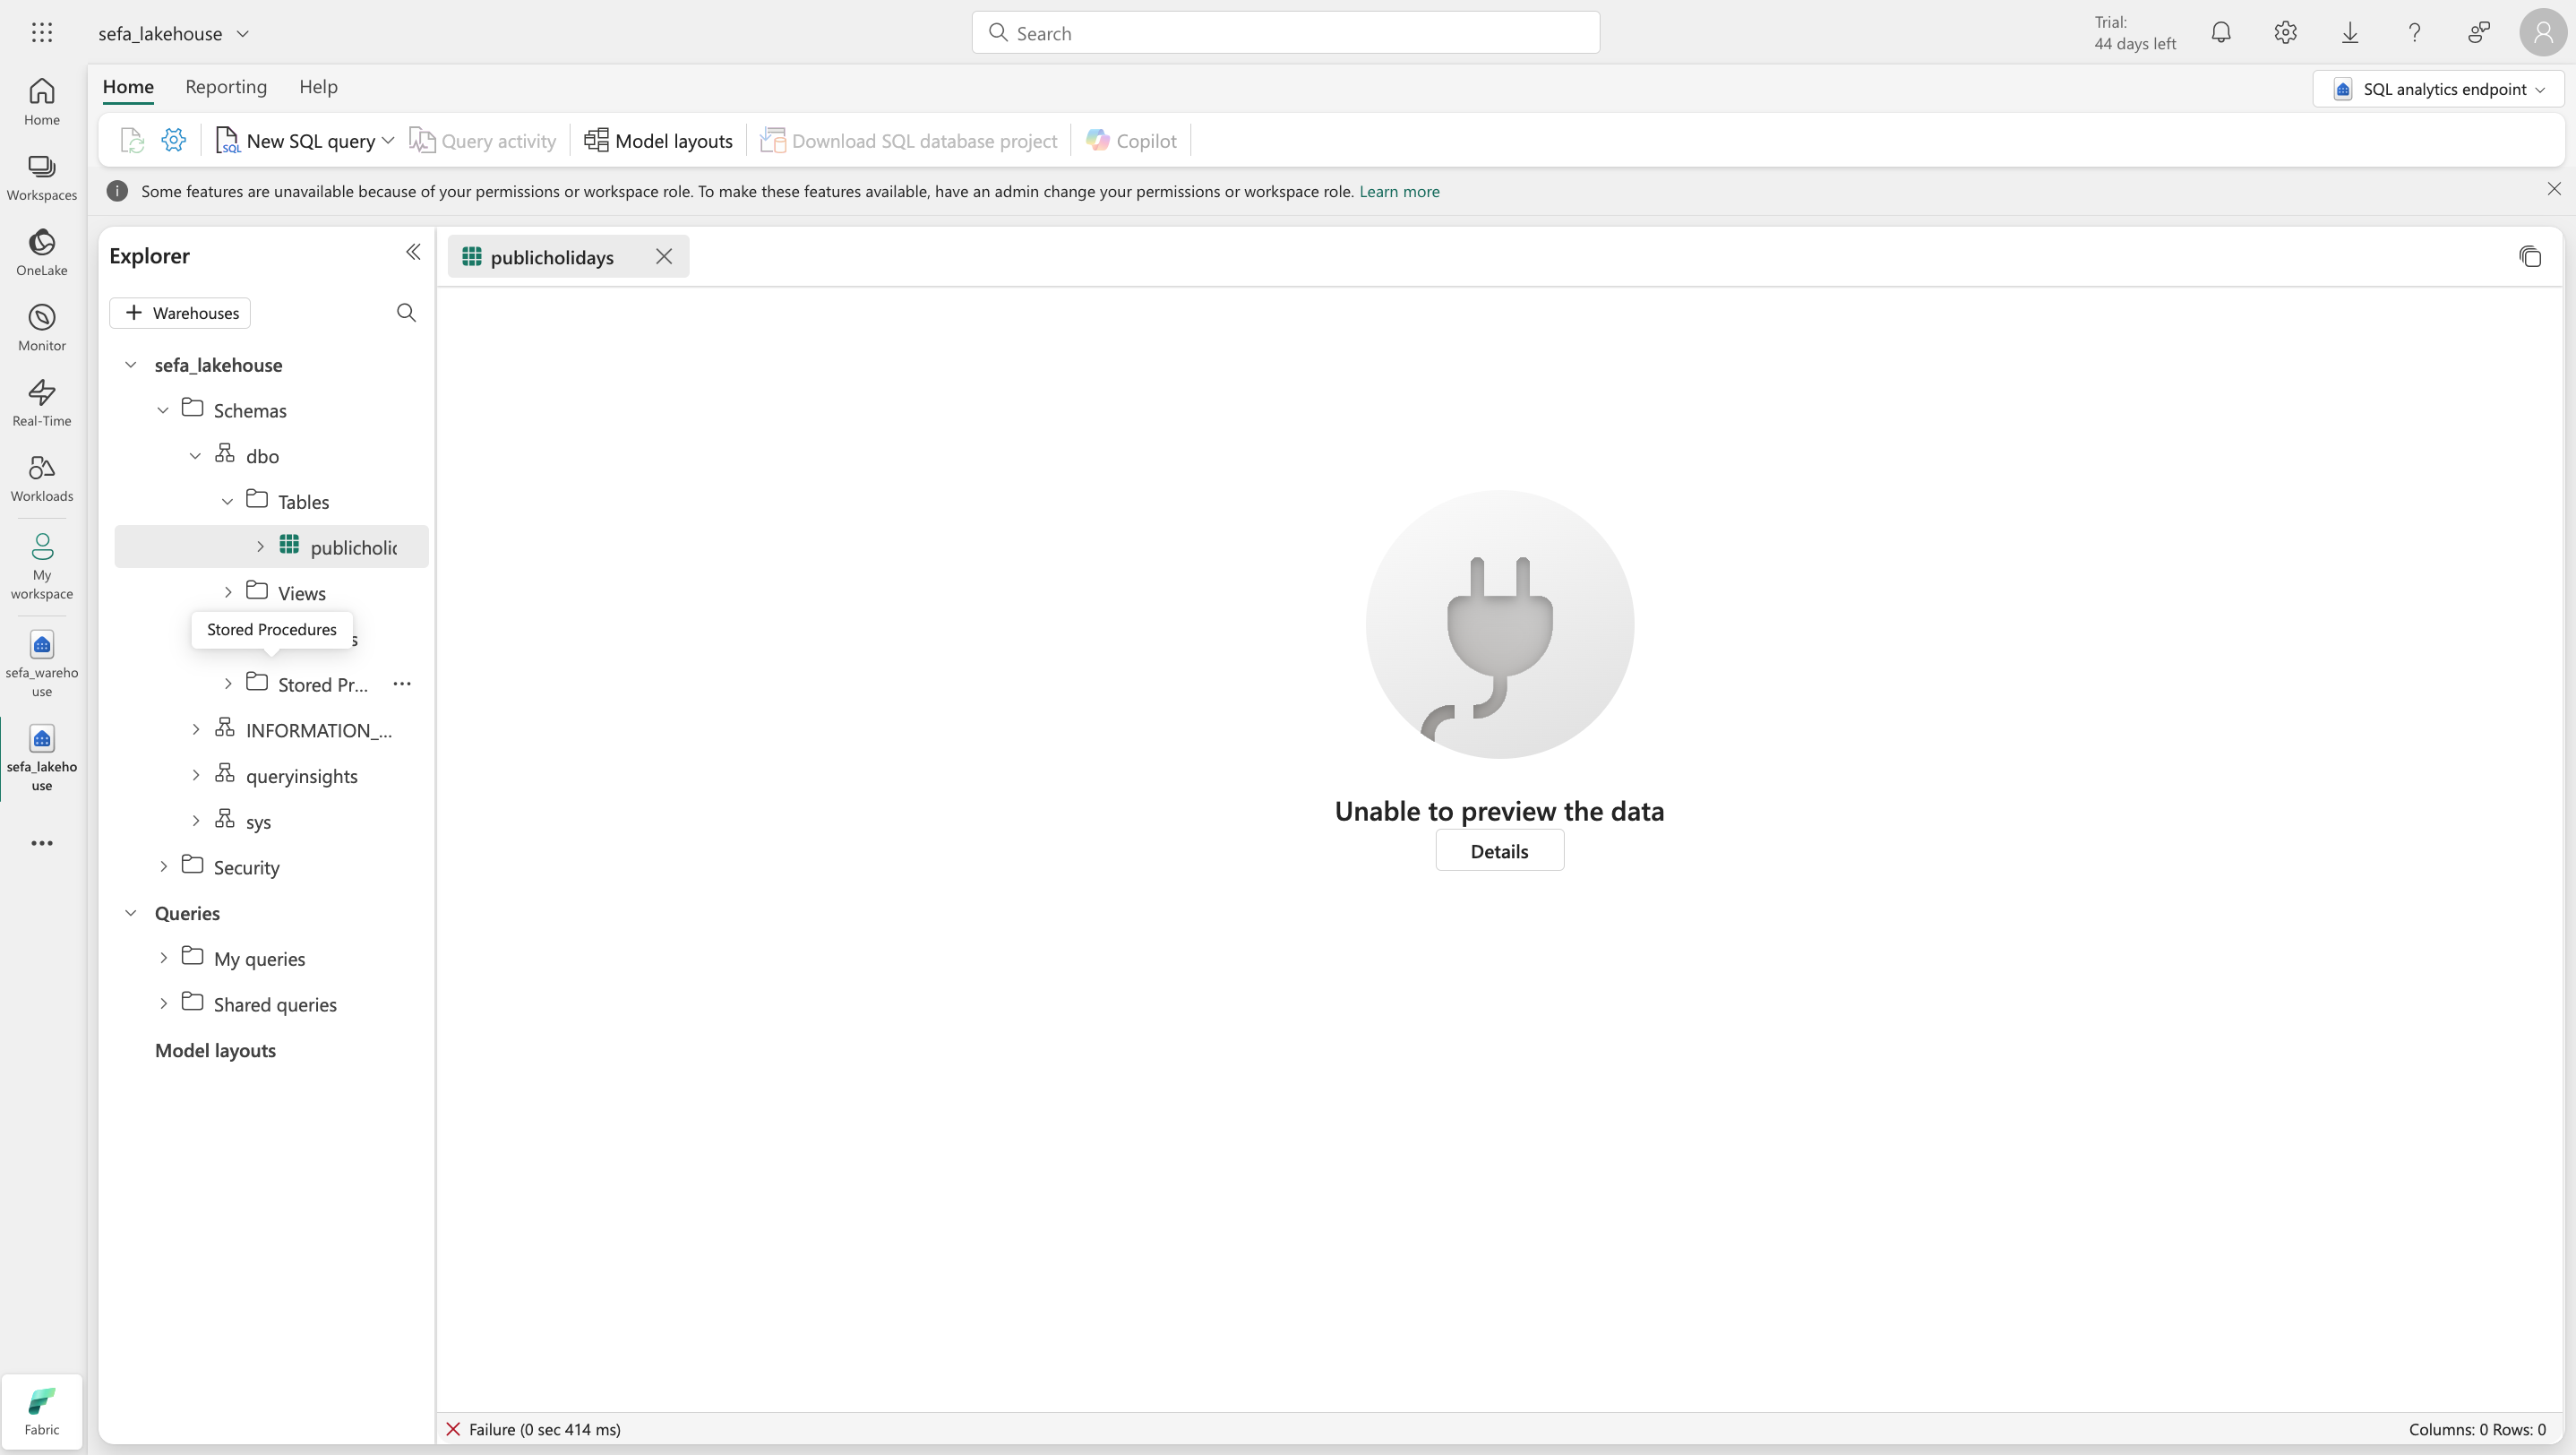 sefa_lakehouse
Search
Trial:
44 days left
Home
Reporting
Help
SQL analytics endpoint
New SQL query
Query activity
Model layouts
Download SQL database project
Copilot
Some features are unavailable because of your permissions or workspace role. To make these features available, have an admin change your permissions or workspace role. Learn more
Home
Workspaces
OneLake
Monitor
Real-Time
Workloads
My
workspace
sefa_wareho
use
sefa_lakeho
use
Fabric
Explorer
Warehouses
sefa_lakehouse
Schemas
dbo
Tables
publicholid
Views
Stored Procedures
s
Stored Pr...
INFORMATION_...
queryinsights
sys
Security
Queries
My queries
Shared queries
Model layouts
publicholidays
Unable to preview the data
Details
Failure (0 sec 414 ms)
Columns: 0 Rows: 0